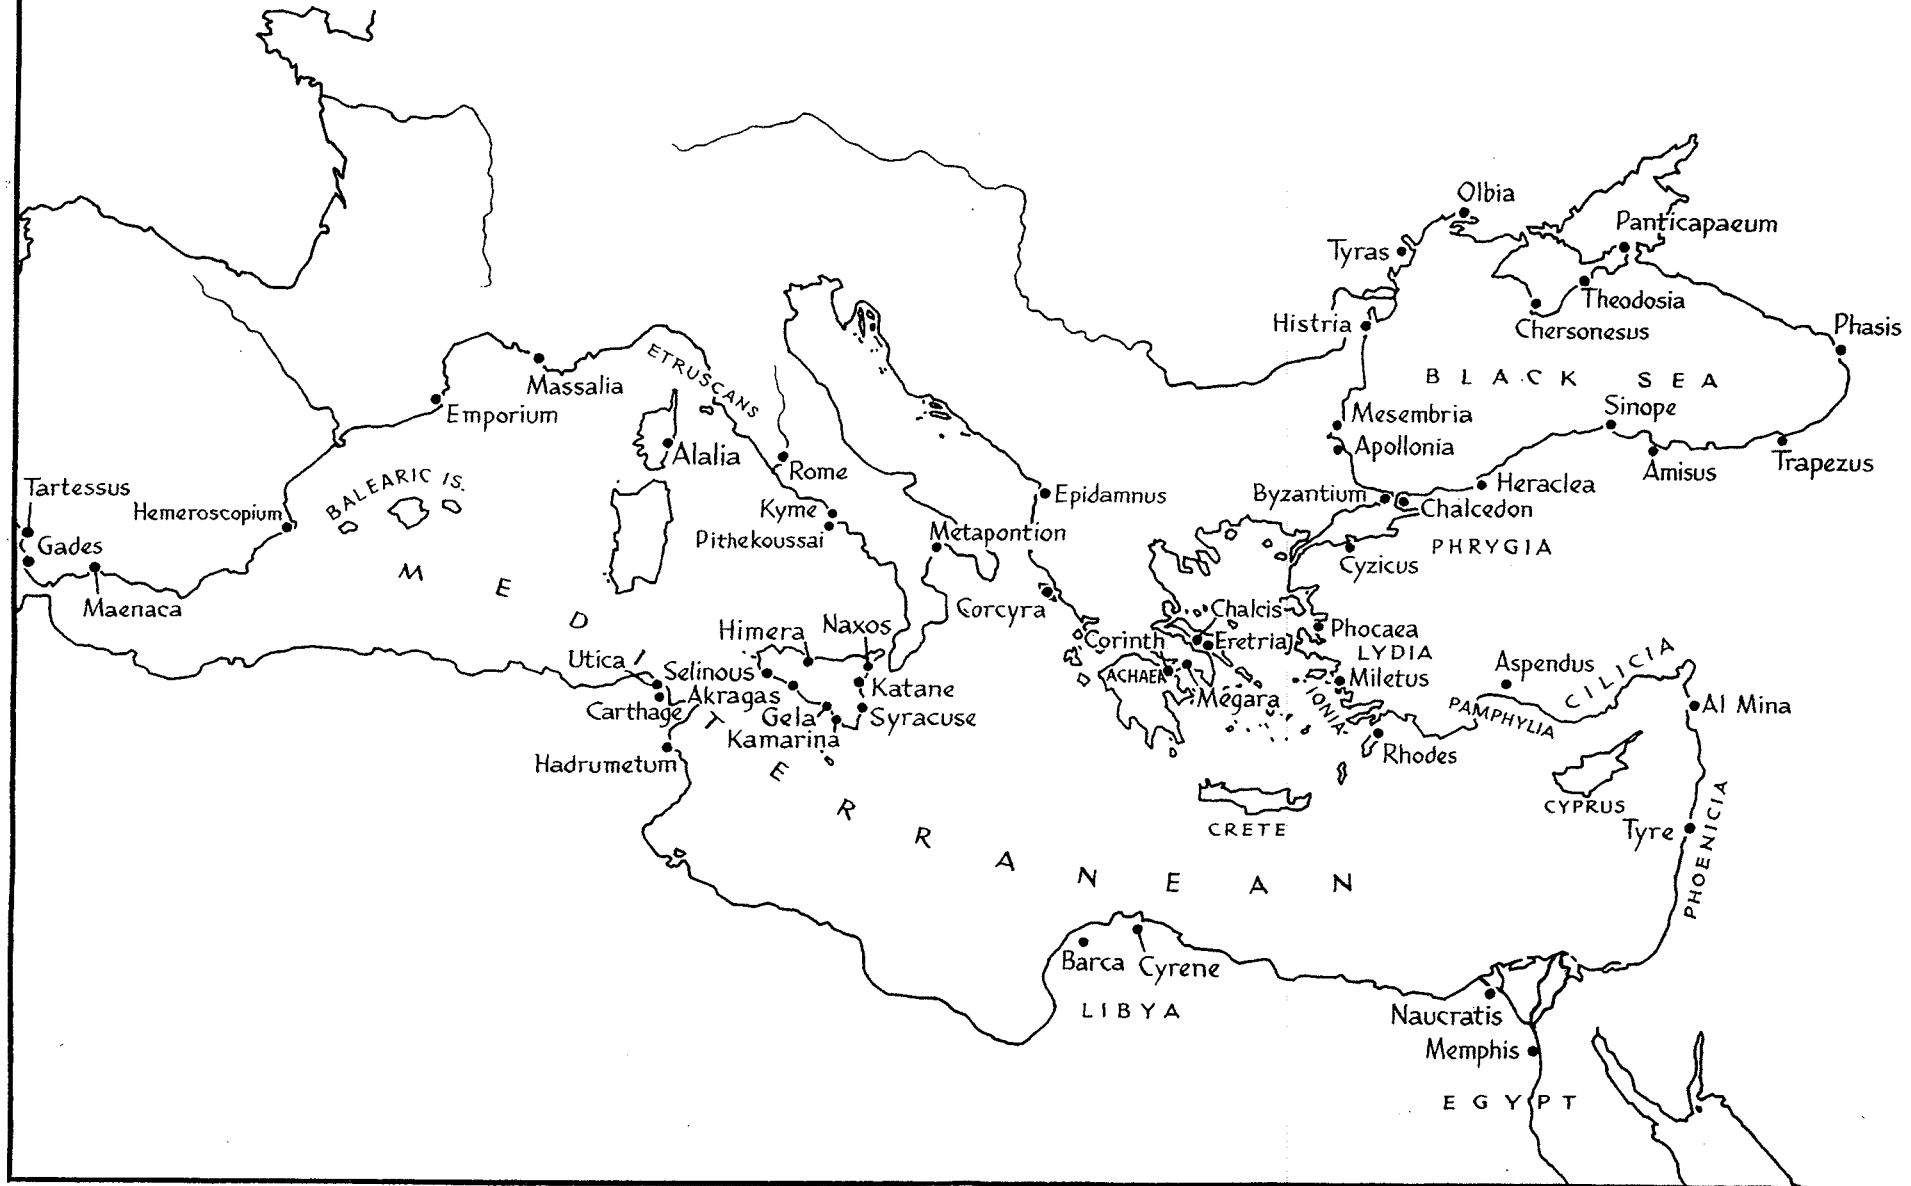 Olbia
Panticapaeum
Tyras
Theodosia
Histria
Chersonesus
Phasis
ETRUSCANS
Massalia
BLACK SEA
Emporium
Mesembria
Sinope
Alalia
Rome
Apollonia
Amisus
Trapezus
Tartessus
BALEARIC IS.
Hemeroscopium
Epidamnus
Byzantium
Heraclea
Kyme
Chalcedon
Pithekoussai
Metapontion
Gades
PHRYGIA
Cyzicus
Maenaca
Corcyra
Chalcis
Himera
Naxos
Corinth
Eretria
Phocaea
LYDIA
Utica
Selinous
ACHAEA
Aspendus
CILICIA
Akragas
Katane
Miletus
Carthage
Gela
Syracuse
Megara
IONIA
PAMPHYLIA
Al Mina
Kamarina
Hadrumetum
Rhodes
CYPRUS
CRETE
Tyre
PHOENICIA
MEDITERRANEAN
Barca
Cyrene
LIBYA
Naucratis
Memphis
EGYPT